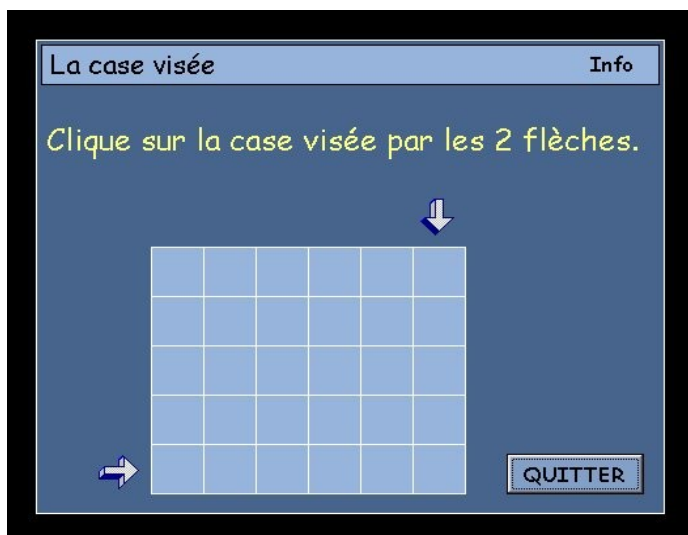 La case visée
Info
Clique sur la case visée par les 2 flèches.
QUITTER